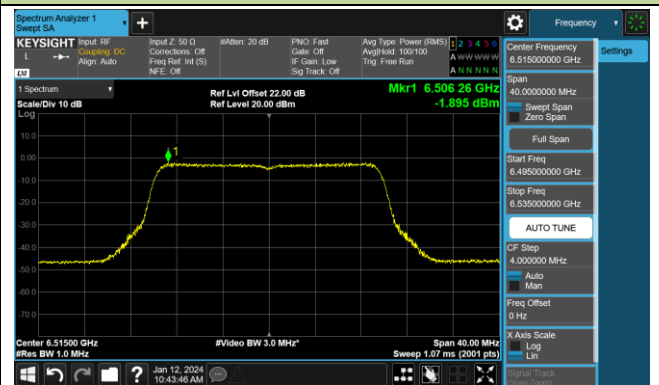 Spectrum Analyzer 1
Swept SA
Frequency
KEYSIGHT
L
LXI
Input: RF
Coupling: DC
Align: Auto
Input Z: 50 Ω
Corrections: Off
Freq Ref: Int (S)
NFE: Off
#Atten: 20 dB
PNO: Fast
Gate: Off
IF Gain: Low
Sig Track: Off
Avg Type: Power (RMS)
Avg|Hold: 100/100
Trig: Free Run
1 2 3 4 5 6
A W W W W W
A N N N N N
1 Spectrum
Scale/Div 10 dB
Log
Ref Lvl Offset 22.00 dB
Ref Level 20.00 dBm
Mkr1 6.506 26 GHz
-1.895 dBm
1
10.0
0.00
-10.0
-20.0
-30.0
-40.0
-50.0
-60.0
-70.0
Center 6.51500 GHz
#Res BW 1.0 MHz
#Video BW 3.0 MHz*
Span 40.00 MHz
Sweep 1.07 ms (2001 pts)
?
Jan 12, 2024
10:43:46 AM
Settings
Center Frequency
6.515000000 GHz
Span
40.0000000 MHz
Swept Span
Zero Span
Full Span
Start Freq
6.495000000 GHz
Stop Freq
6.535000000 GHz
AUTO TUNE
CF Step
4.000000 MHz
Auto
Man
Freq Offset
0 Hz
X Axis Scale
Log
Lin
Signal Track
(Span Zoom)